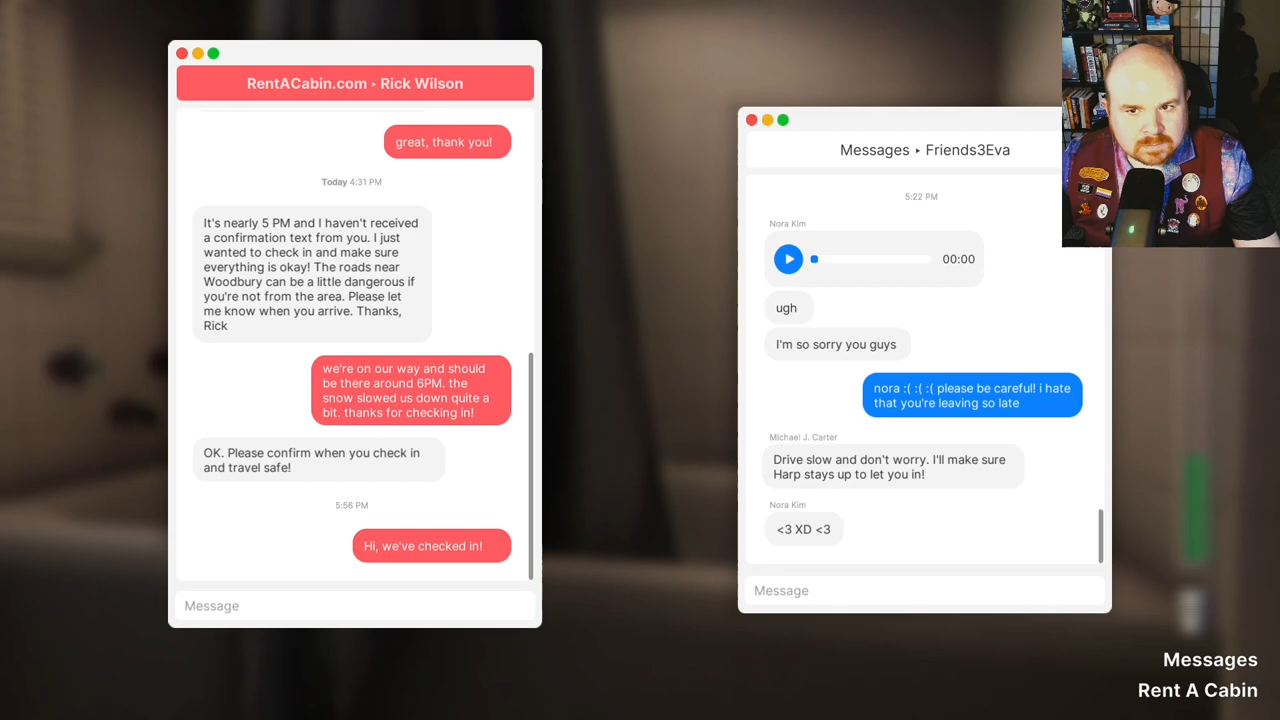 RentACabin.com ‣ Rick Wilson
great, thank you!
Today 4:31 PM
It's nearly 5 PM and I haven't received
a confirmation text from you. I just
wanted to check in and make sure
everything is okay! The roads near
Woodbury can be a little dangerous if
you're not from the area. Please let
me know when you arrive. Thanks,
Rick
we're on our way and should
be there around 6PM. the
snow slowed us down quite a
bit. thanks for checking in!
OK. Please confirm when you check in
and travel safe!
5:56 PM
Hi, we've checked in!
Message
Messages ‣ Friends3Eva
5:22 PM
Nora Kim
00:00
ugh
I'm so sorry you guys
nora :( :( :( please be careful! i hate
that you're leaving so late
Michael J. Carter
Drive slow and don't worry. I'll make sure
Harp stays up to let you in!
Nora Kim
<3 XD <3
Message
Messages
Rent A Cabin